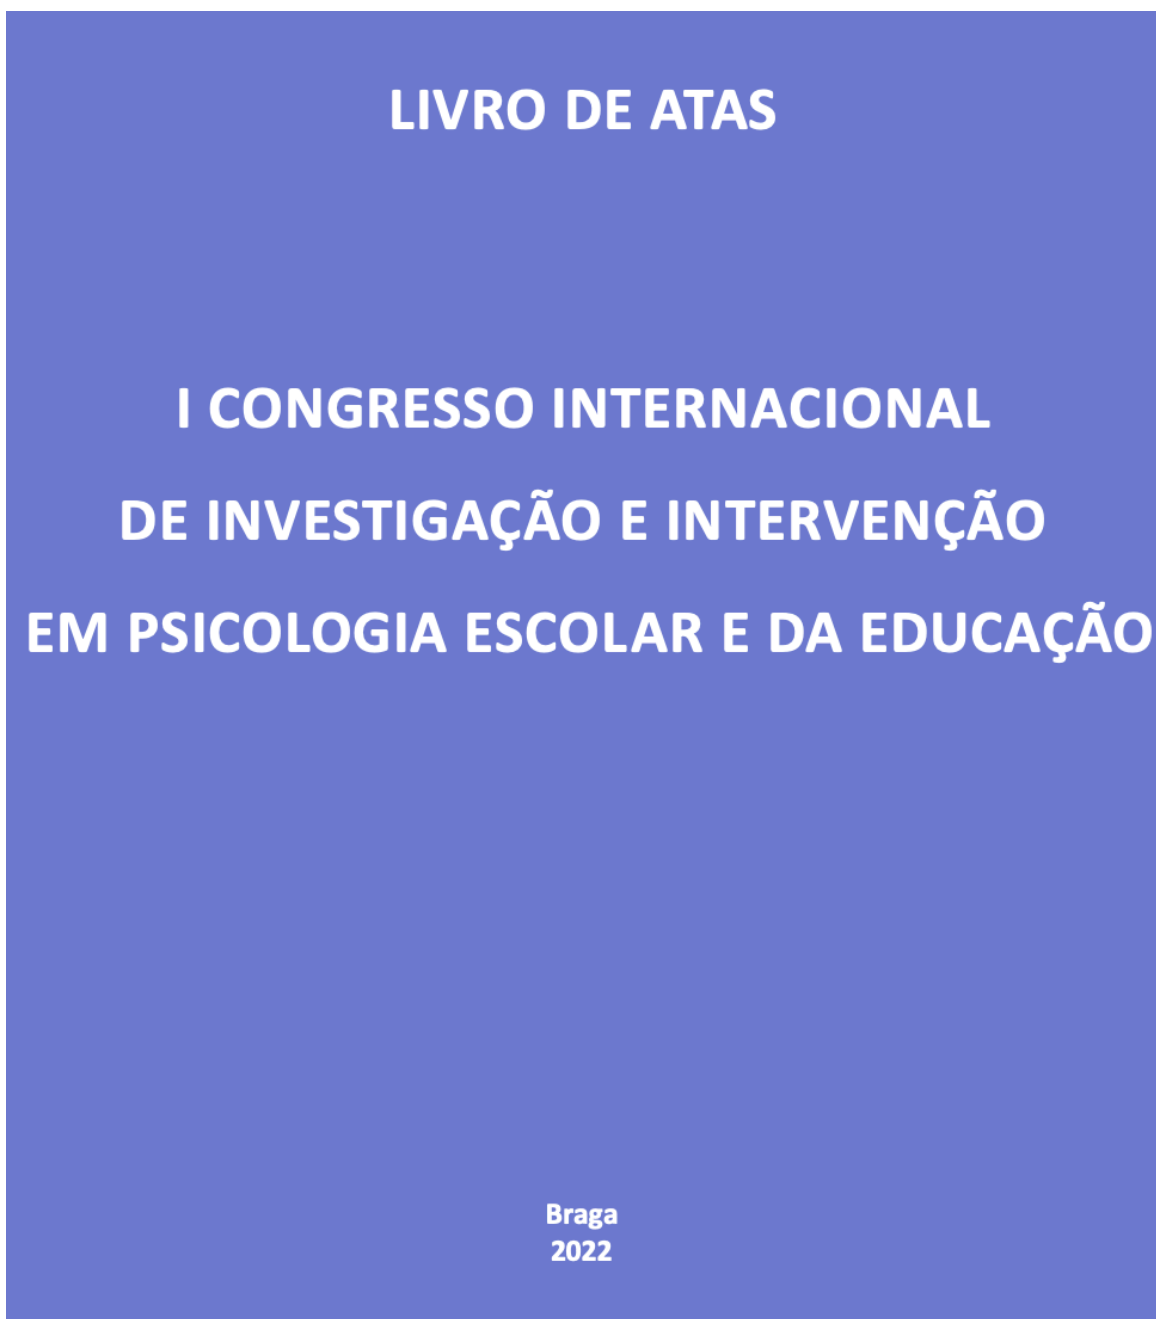 LIVRO DE ATAS
I CONGRESSO INTERNACIONAL
DE INVESTIGAÇÃO E INTERVENÇÃO
EM PSICOLOGIA ESCOLAR E DA EDUCAÇÃO
Braga
2022